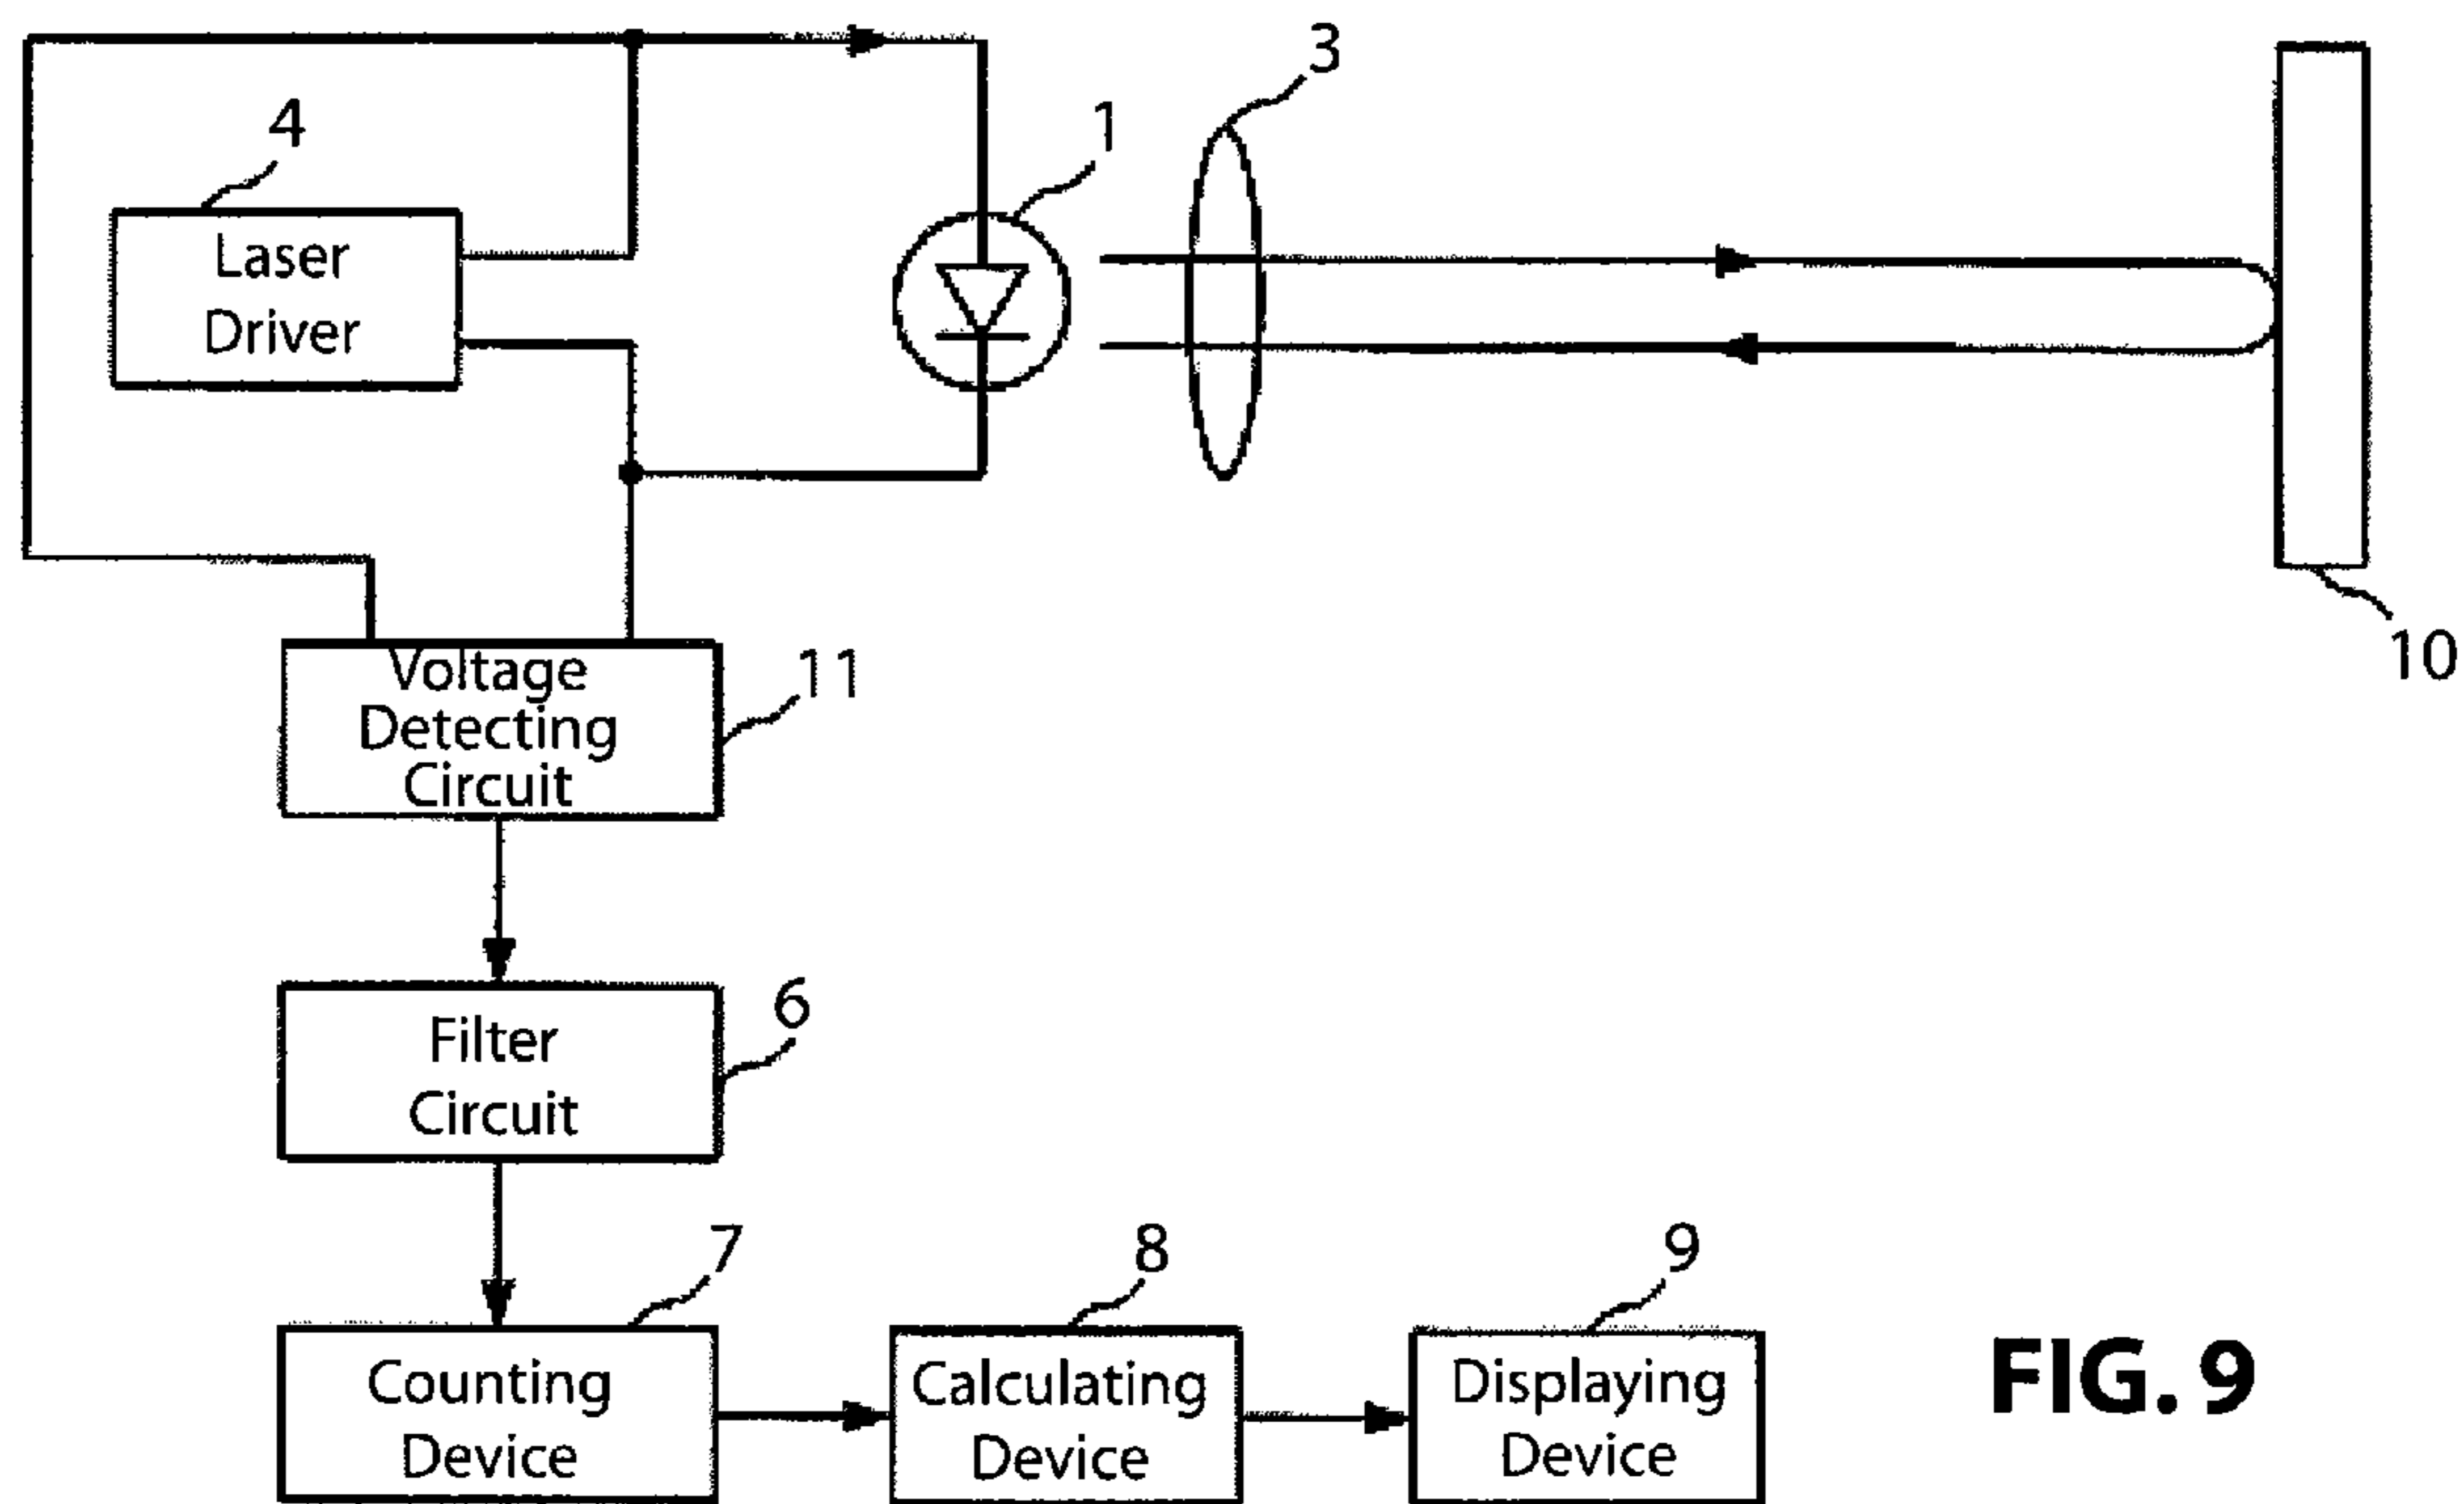 3
1
4
Laser
Driver
10
11
Voltage
Detecting
Circuit
6
Filter
Circuit
7
8
9
Counting
Device
Calculating
Device
Displaying
Device
FIG. 9